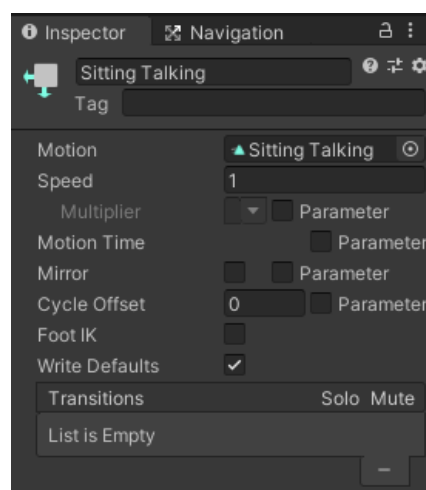 Inspector Navigation
Sitting Talking
Tag
Motion Sitting Talking
Speed 1
Multiplier Parameter
Motion Time Parameter
Mirror Parameter
Cycle Offset 0 Parameter
Foot IK
Write Defaults
Transitions Solo Mute
List is Empty